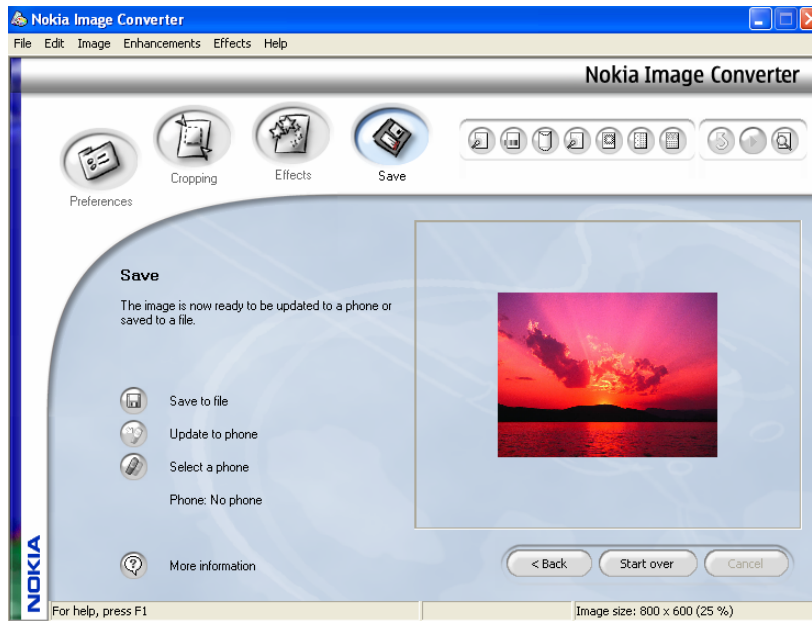 Nokia Image Converter
File Edit Image Enhancements Effects Help
Nokia Image Converter
Preferences
Cropping
Effects
Save
Save
The image is now ready to be updated to a phone or
saved to a file.
Save to file
Update to phone
Select a phone
Phone: No phone
More information
< Back Start over Cancel
NOKIA
For help, press F1
Image size: 800 x 600 (25 %)